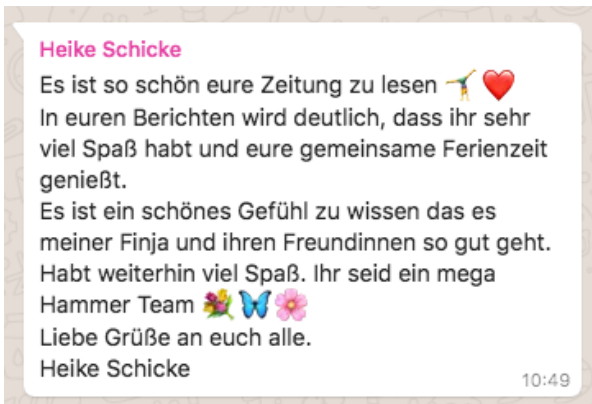 Heike Schicke
Es ist so schön eure Zeitung zu lesen 🤸❤️
In euren Berichten wird deutlich, dass ihr sehr
viel Spaß habt und eure gemeinsame Ferienzeit
genießt.
Es ist ein schönes Gefühl zu wissen das es
meiner Finja und ihren Freundinnen so gut geht.
Habt weiterhin viel Spaß. Ihr seid ein mega
Hammer Team 💐🦋🌸
Liebe Grüße an euch alle.
Heike Schicke
10:49